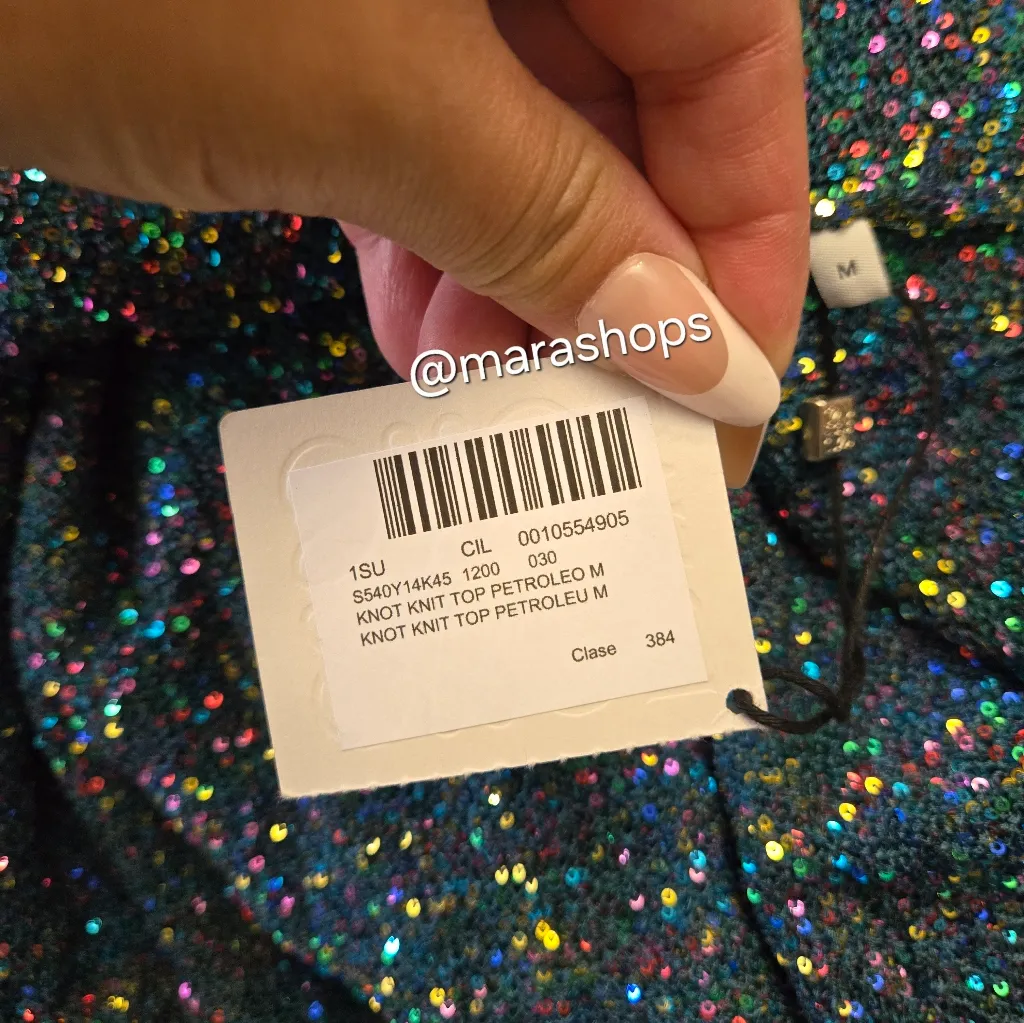 M
@marashops
1SU CIL 0010554905
S540Y14K45 1200 030
KNOT KNIT TOP PETROLEO M
KNOT KNIT TOP PETROLEU M
Clase 384